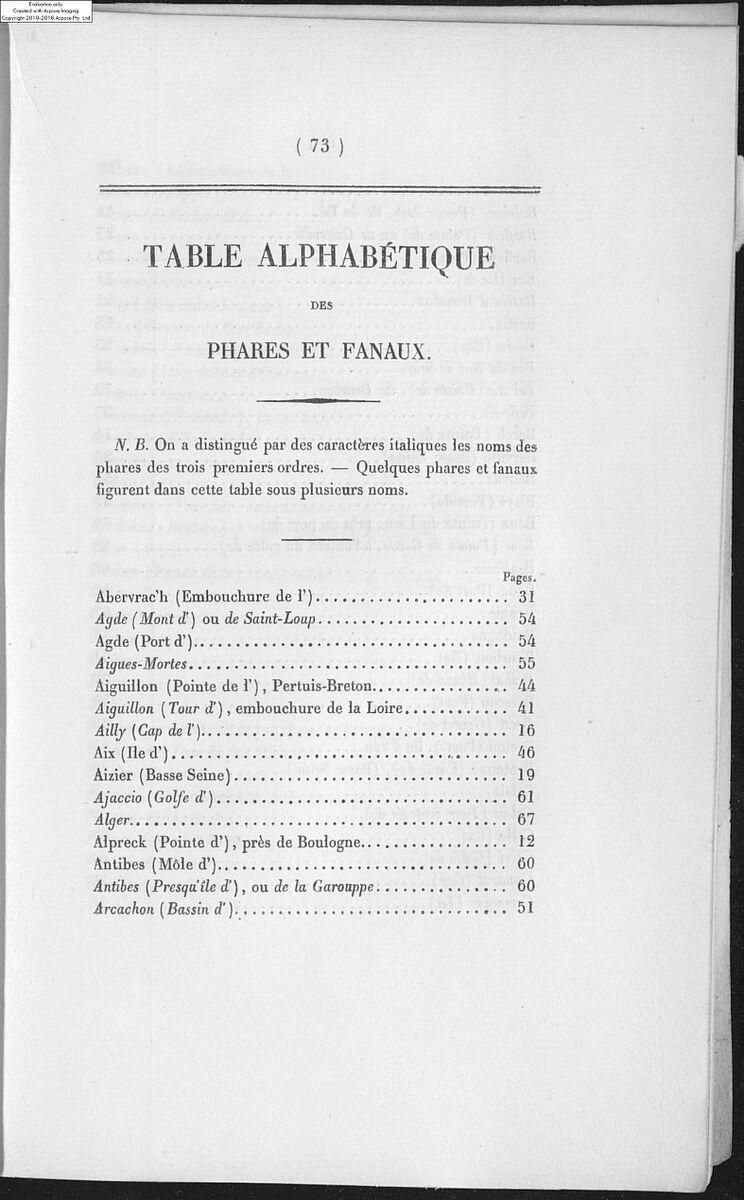 Evaluation only.
Created with Aspose.Imaging.
Copyright 2010-2016 Aspose Pty Ltd.
( 73 )
TABLE ALPHABÉTIQUE
DES
PHARES ET FANAUX.
N. B. On a distingué par des caractères italiques les noms des
phares des trois premiers ordres. — Quelques phares et fanaux
figurent dans cette table sous plusieurs noms.
Pages.
Abervrac'h (Embouchure de l')........................ 31
Agde (Mont d') ou de Saint-Loup........................ 54
Agde (Port d')........................ 54
Aigues-Mortes........................ 55
Aiguillon (Pointe de l'), Pertuis-Breton................. 44
Aiguillon (Tour d'), embouchure de la Loire............. 41
Ailly (Cap de l')........................ 16
Aix (Ile d')........................ 46
Aizier (Basse Seine)........................ 19
Ajaccio (Golfe d')........................ 61
Alger........................ 67
Alpreck (Pointe d'), près de Boulogne................... 12
Antibes (Môle d')........................ 60
Antibes (Presqu'île d'), ou de la Garouppe................ 60
Arcachon (Bassin d')........................ 51